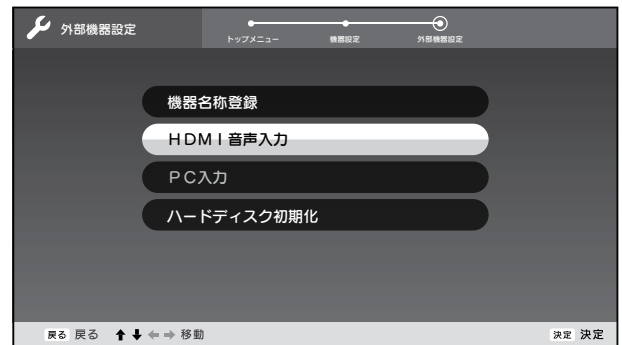 外部機器設定
トップメニュー 機器設定 外部機器設定
機器名称登録
HDMI音声入力
PC入力
ハードディスク初期化
戻る 戻る 移動 決定 決定